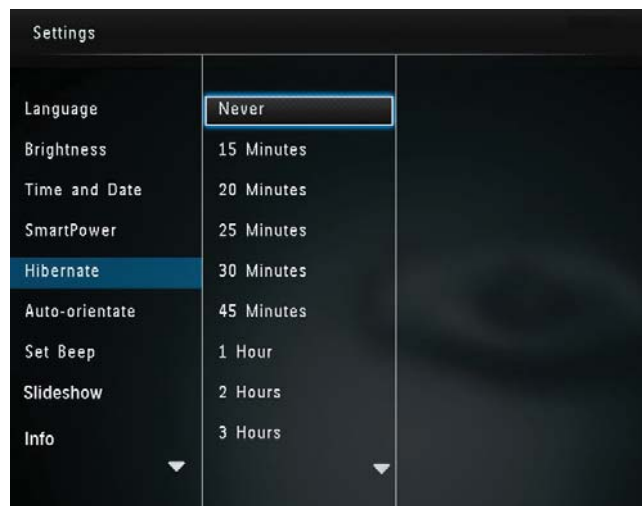 Settings
Language
Brightness
Time and Date
SmartPower
Hibernate
Auto-orientate
Set Beep
Slideshow
Info
Never
15 Minutes
20 Minutes
25 Minutes
30 Minutes
45 Minutes
1 Hour
2 Hours
3 Hours